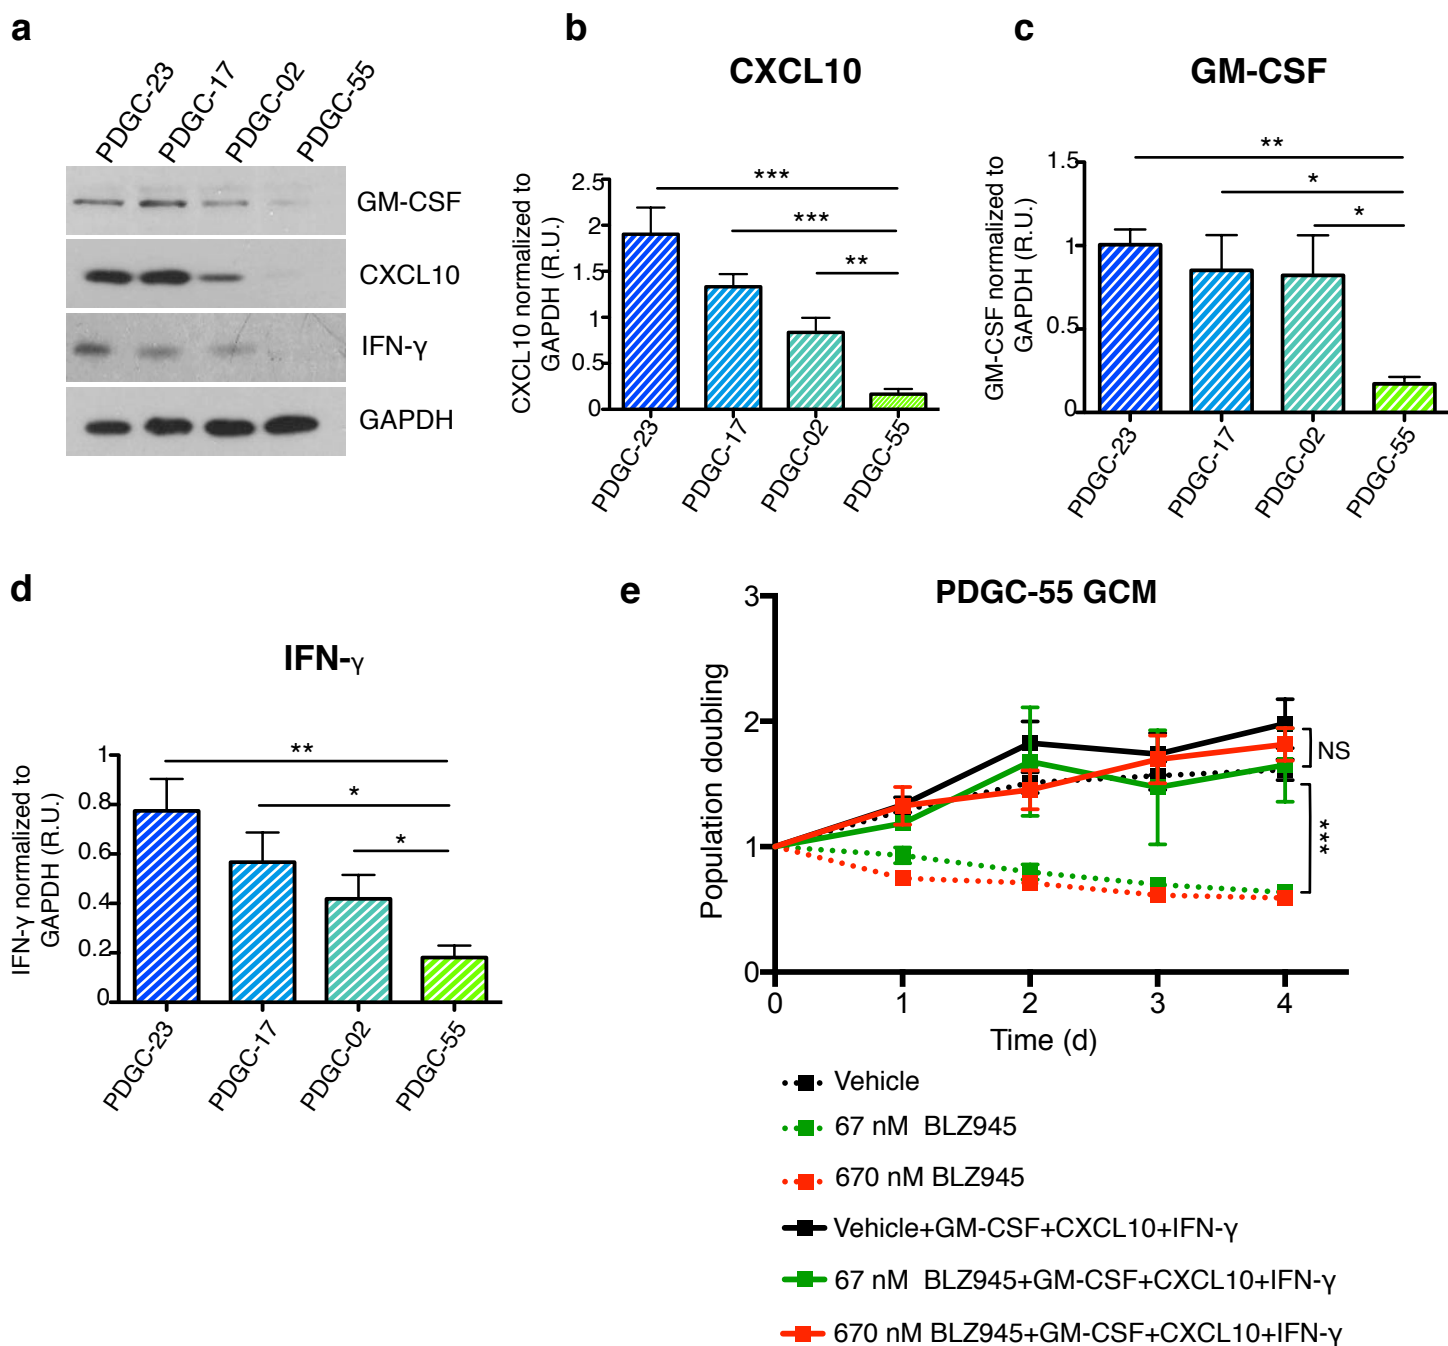 a
PDGC-23
PDGC-17
PDGC-02
PDGC-55
GM-CSF
CXCL10
IFN-γ
GAPDH
b
CXCL10
CXCL10 normalized to
GAPDH (R.U.)
2.5
2
1.5
1
0.5
0
***
***
**
PDGC-23
PDGC-17
PDGC-02
PDGC-55
c
GM-CSF
GM-CSF normalized to
GAPDH (R.U.)
1.5
1
0.5
0
**
*
*
PDGC-23
PDGC-17
PDGC-02
PDGC-55
d
IFN-γ
IFN-γ normalized to
GAPDH (R.U.)
1
0.8
0.6
0.4
0.2
0
**
*
*
PDGC-23
PDGC-17
PDGC-02
PDGC-55
e
PDGC-55 GCM
Population doubling
3
2
1
0
NS
***
0 1 2 3 4
Time (d)
Vehicle
67 nM BLZ945
670 nM BLZ945
Vehicle+GM-CSF+CXCL10+IFN-γ
67 nM BLZ945+GM-CSF+CXCL10+IFN-γ
670 nM BLZ945+GM-CSF+CXCL10+IFN-γ